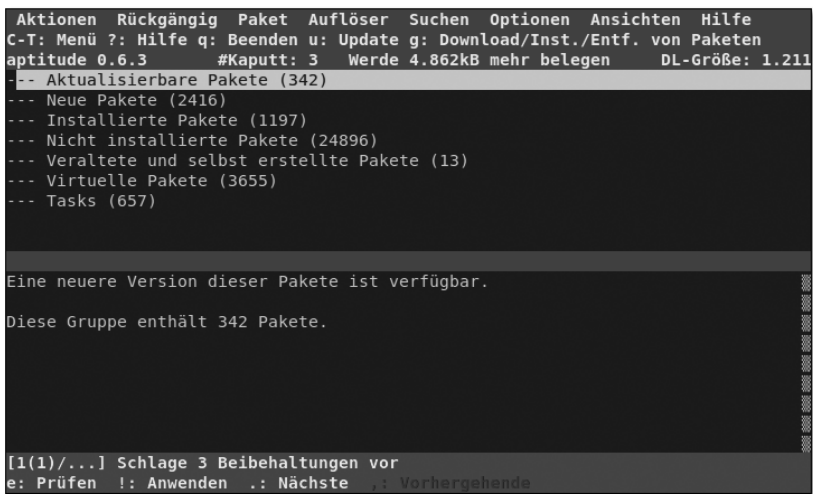 Aktionen Rückgängig Paket Auflöser Suchen Optionen Ansichten Hilfe
C-T: Menü ?: Hilfe q: Beenden u: Update g: Download/Inst./Entf. von Paketen
aptitude 0.6.3 #Kaputt: 3 Werde 4.862kB mehr belegen DL-Größe: 1.211
--- Aktualisierbare Pakete (342)
--- Neue Pakete (2416)
--- Installierte Pakete (1197)
--- Nicht installierte Pakete (24896)
--- Veraltete und selbst erstellte Pakete (13)
--- Virtuelle Pakete (3655)
--- Tasks (657)
Eine neuere Version dieser Pakete ist verfügbar.
Diese Gruppe enthält 342 Pakete.
[1(1)/...] Schlage 3 Beibehaltungen vor
e: Prüfen !: Anwenden .: Nächste ,: Vorhergehende